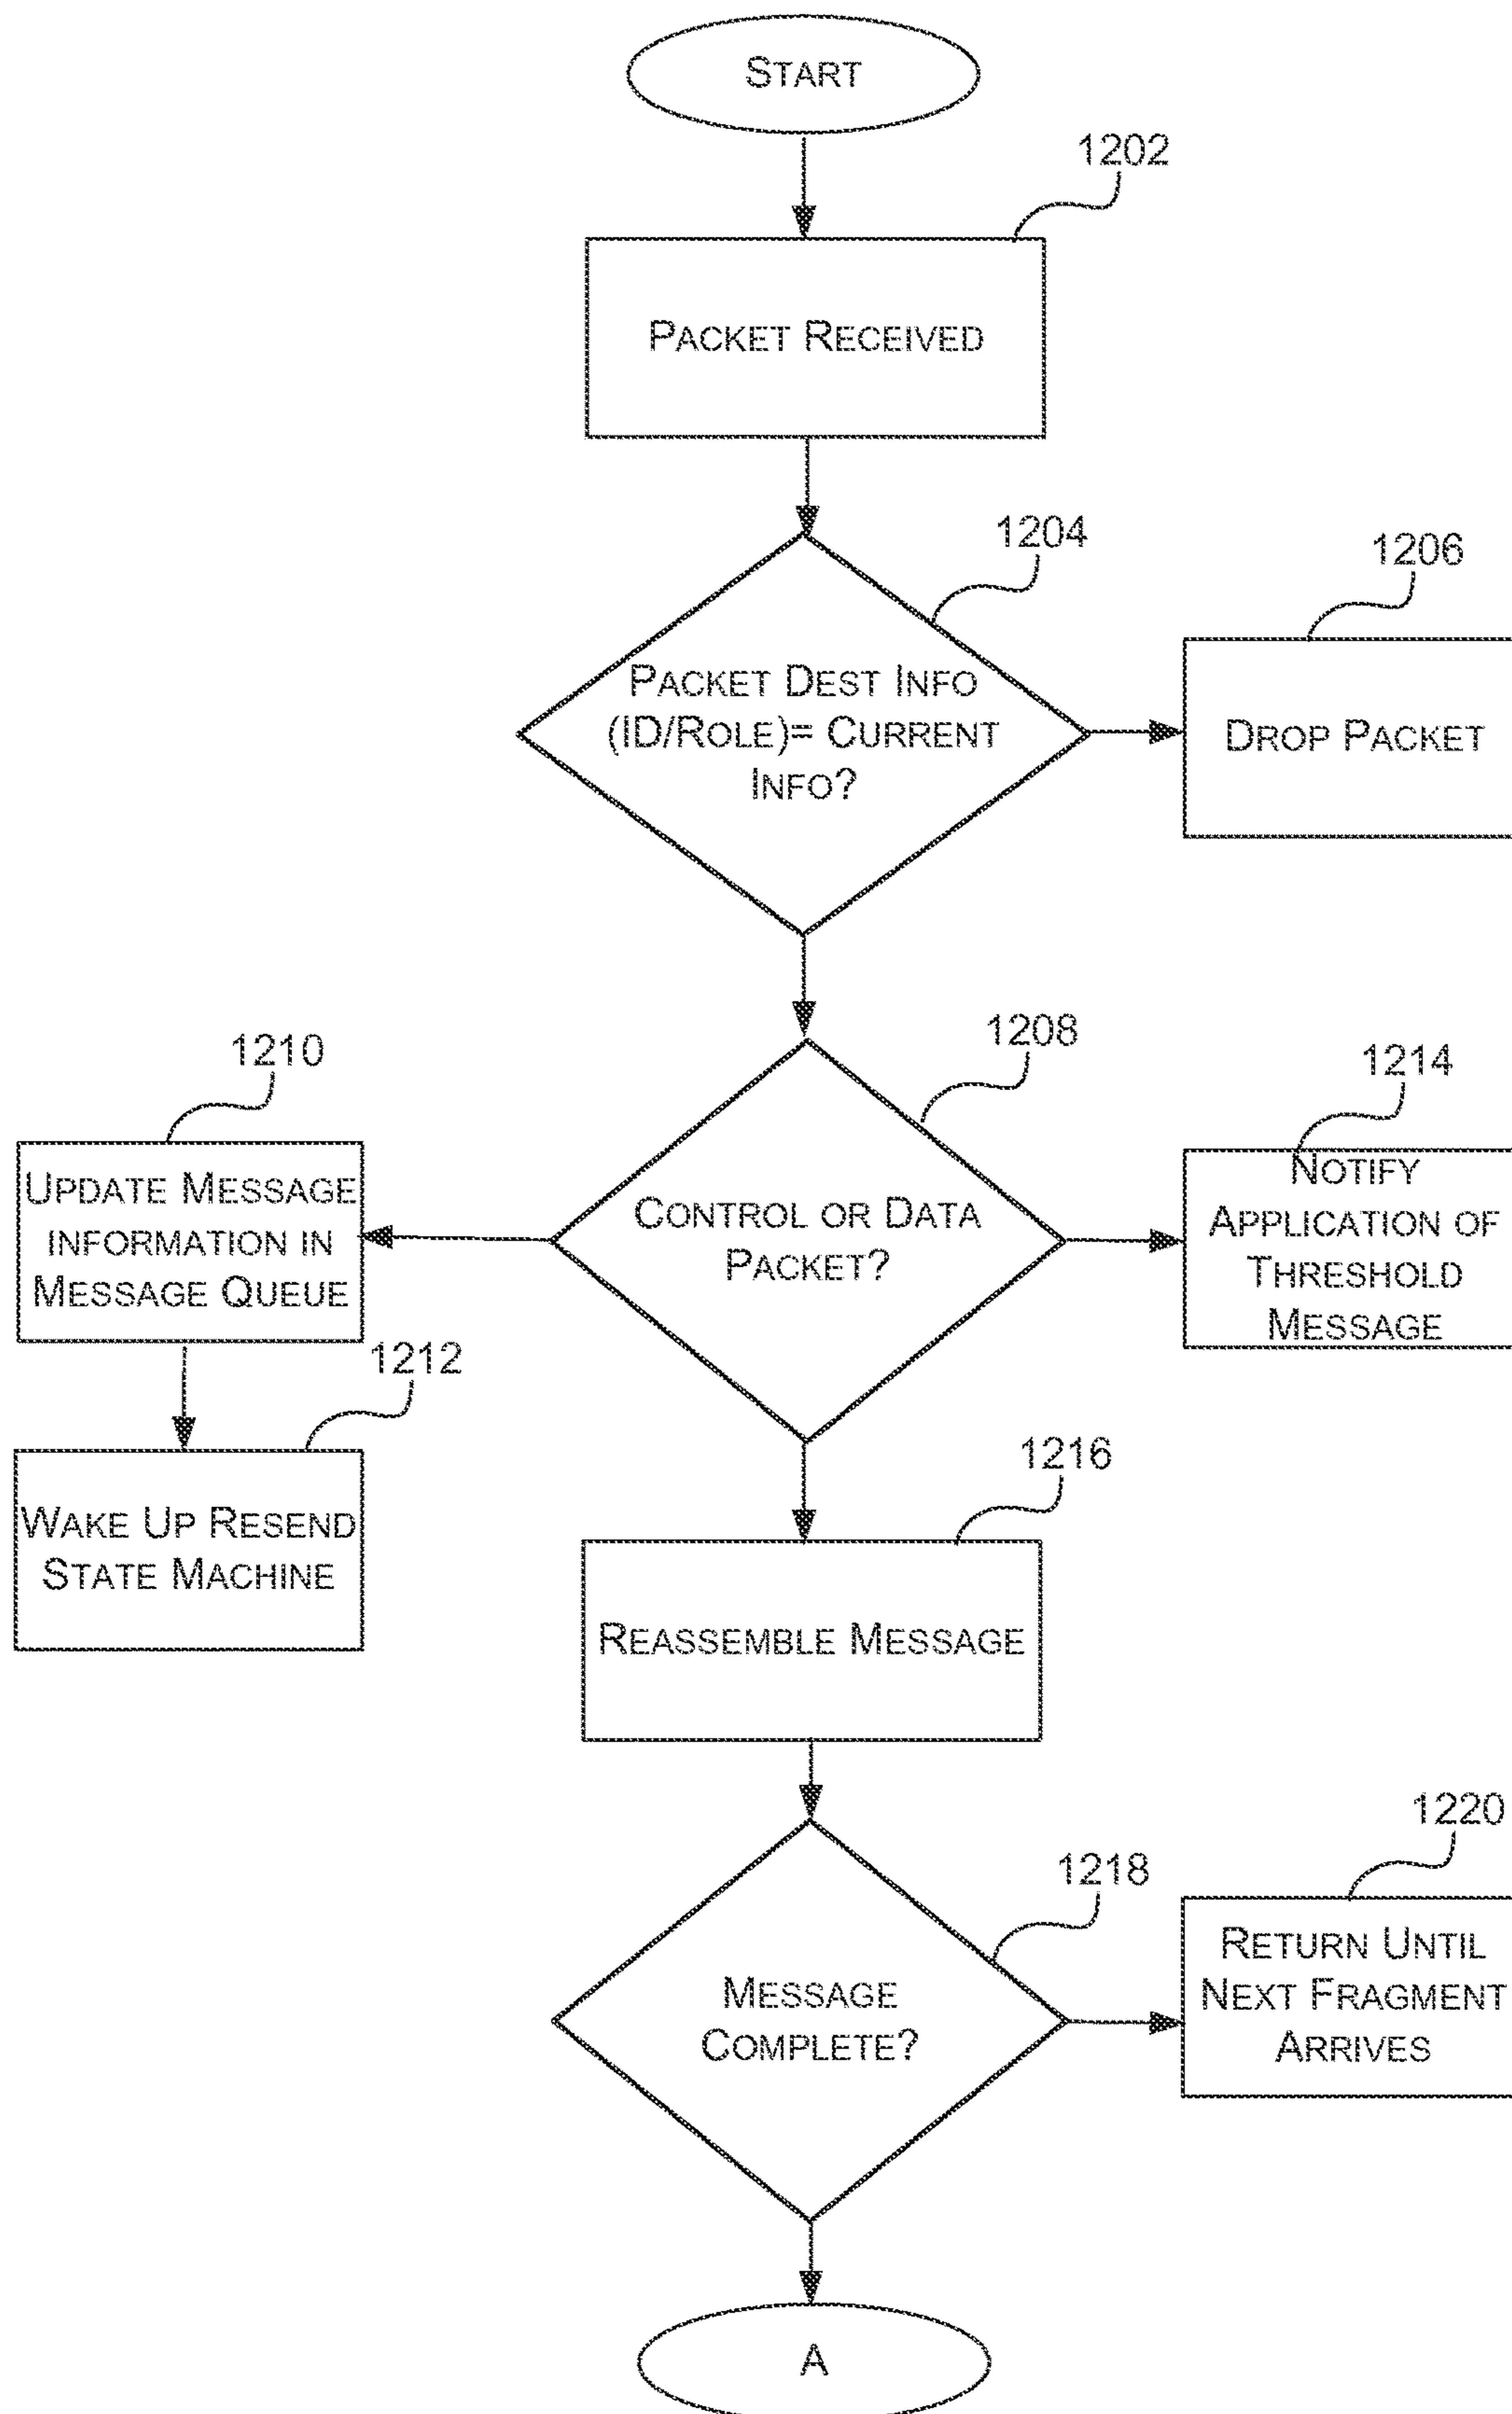 START
1202
PACKET RECEIVED
1204
1206
PACKET DEST INFO
(ID/ROLE)= CURRENT
INFO?
DROP PACKET
1208
1210
1214
UPDATE MESSAGE
INFORMATION IN
MESSAGE QUEUE
CONTROL OR DATA
PACKET?
NOTIFY
APPLICATION OF
THRESHOLD
MESSAGE
1212
WAKE UP RESEND
STATE MACHINE
1216
REASSEMBLE MESSAGE
1218
1220
MESSAGE
COMPLETE?
RETURN UNTIL
NEXT FRAGMENT
ARRIVES
A